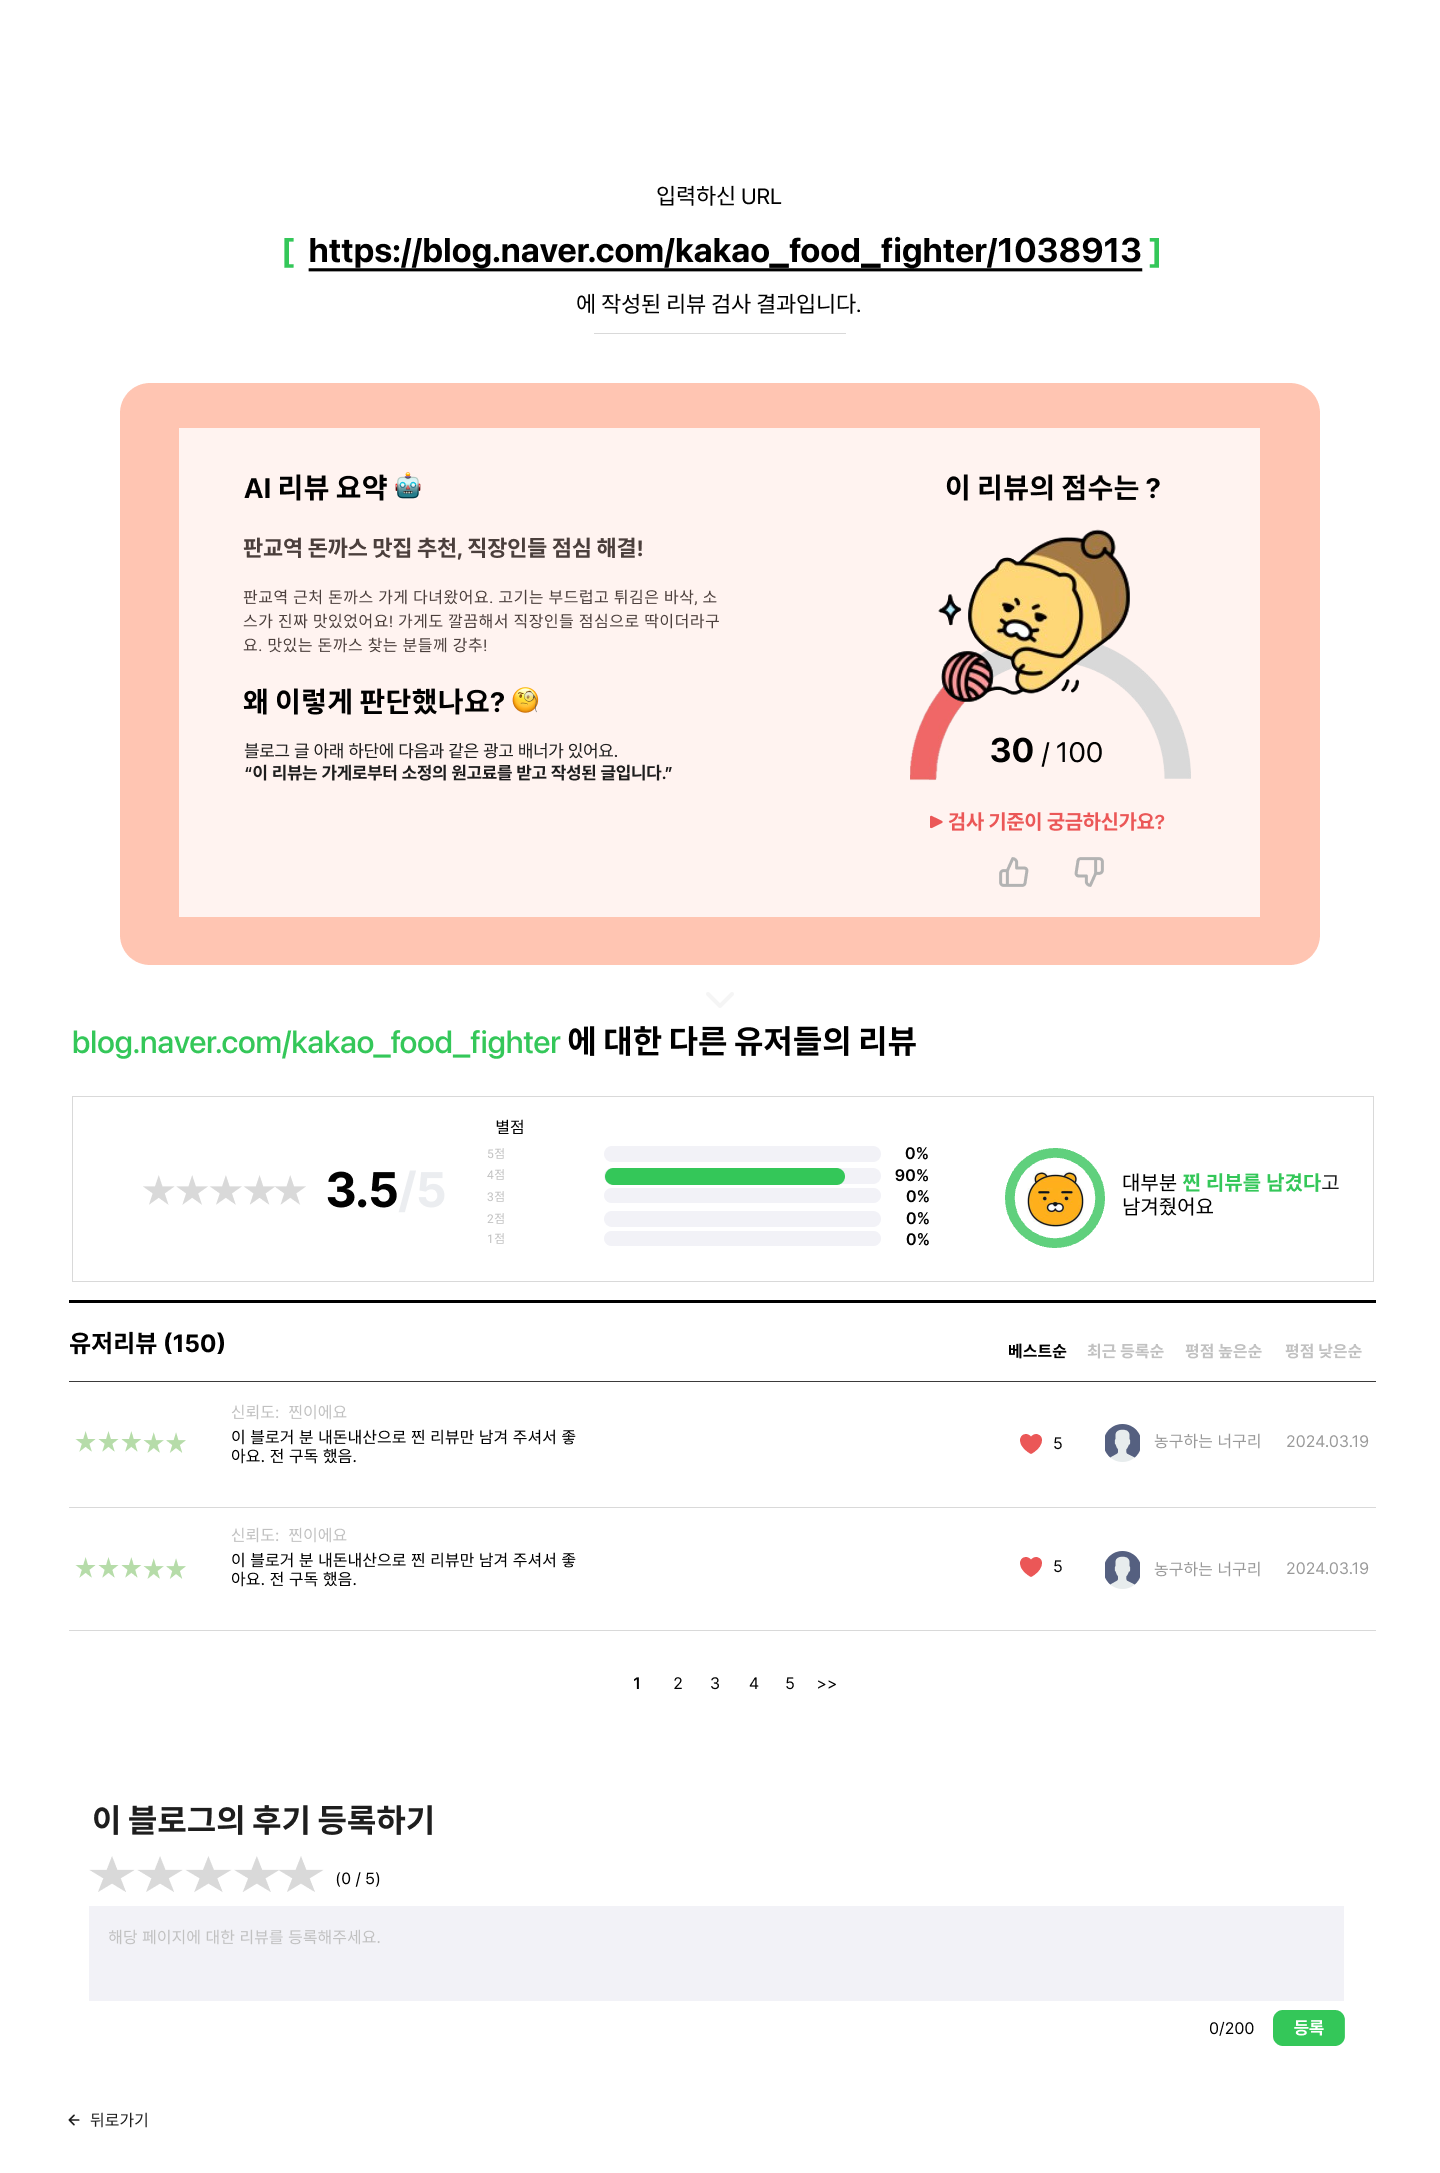 입력하신 URL
[ https://blog.naver.com/kakao_food_fighter/1038913 ]
에 작성된 리뷰 검사 결과입니다.
AI 리뷰 요약 🤖
판교역 돈까스 맛집 추천, 직장인들 점심 해결!
판교역 근처 돈까스 가게 다녀왔어요. 고기는 부드럽고 튀김은 바삭, 소
스가 진짜 맛있었어요! 가게도 깔끔해서 직장인들 점심으로 딱이더라구
요. 맛있는 돈까스 찾는 분들께 강추!
왜 이렇게 판단했나요? 🧐
블로그 글 아래 하단에 다음과 같은 광고 배너가 있어요.
“이 리뷰는 가게로부터 소정의 원고료를 받고 작성된 글입니다.”
이 리뷰의 점수는 ?
30 / 100
▶ 검사 기준이 궁금하신가요?
blog.naver.com/kakao_food_fighter 에 대한 다른 유저들의 리뷰
★★★★★ 3.5/5
별점
5점 0%
4점 90%
3점 0%
2점 0%
1점 0%
대부분 찐 리뷰를 남겼다고
남겨줬어요
유저리뷰 (150)
베스트순 최근 등록순 평점 높은순 평점 낮은순
신뢰도: 찐이에요
이 블로거 분 내돈내산으로 찐 리뷰만 남겨 주셔서 좋
아요. 전 구독 했음.
5 농구하는 너구리 2024.03.19
신뢰도: 찐이에요
이 블로거 분 내돈내산으로 찐 리뷰만 남겨 주셔서 좋
아요. 전 구독 했음.
5 농구하는 너구리 2024.03.19
1 2 3 4 5 >>
이 블로그의 후기 등록하기
★★★★★ (0 / 5)
해당 페이지에 대한 리뷰를 등록해주세요.
0/200 등록
← 뒤로가기